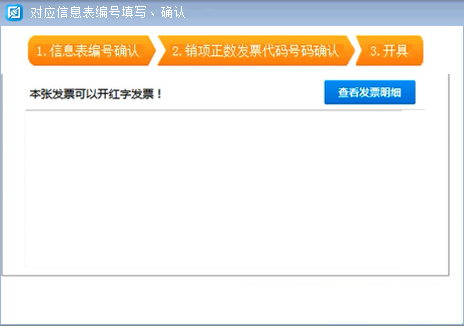 对应信息表编号填写、确认
1.信息表编号确认
2.销项正数发票代码号码确认
3.开具
本张发票可以开红字发票！
查看发票明细